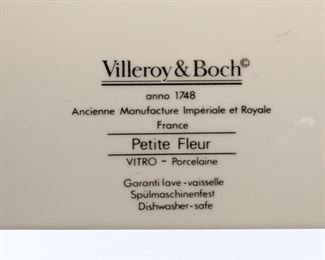 Villeroy & Boch©
anno 1748
Ancienne Manufacture Impériale et Royale
France
Petite Fleur
VITRO - Porcelaine
Garanti lave-vaisselle
Spülmaschinenfest
Dishwasher-safe